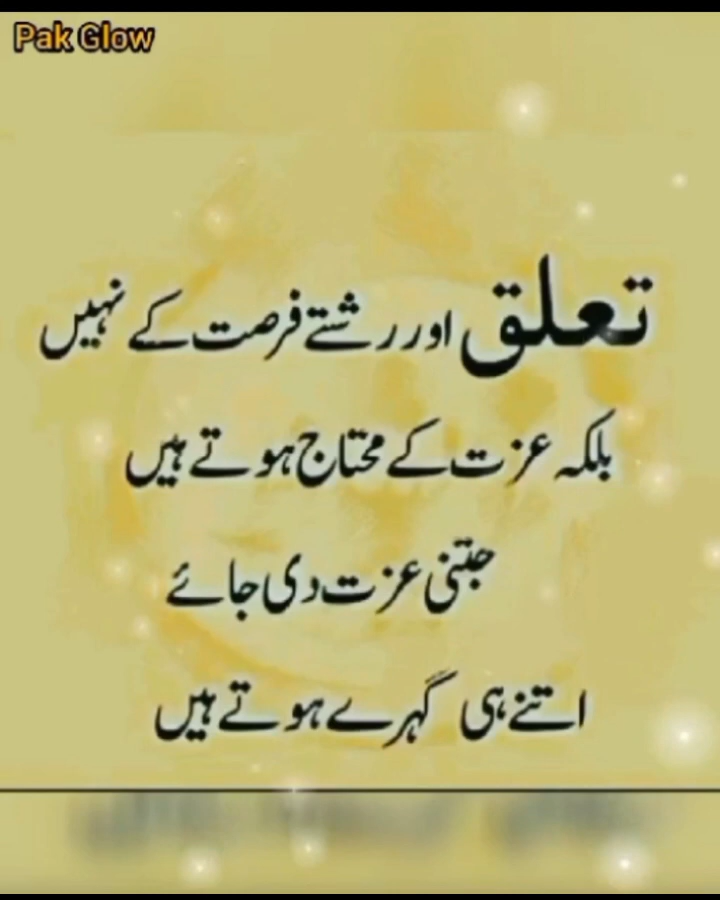 Pak Glow
تعلق اور رشتے فرصت کے نہیں
بلکہ عزت کے محتاج ہوتے ہیں
جتنی عزت دی جائے
اتنے ہی گہرے ہوتے ہیں